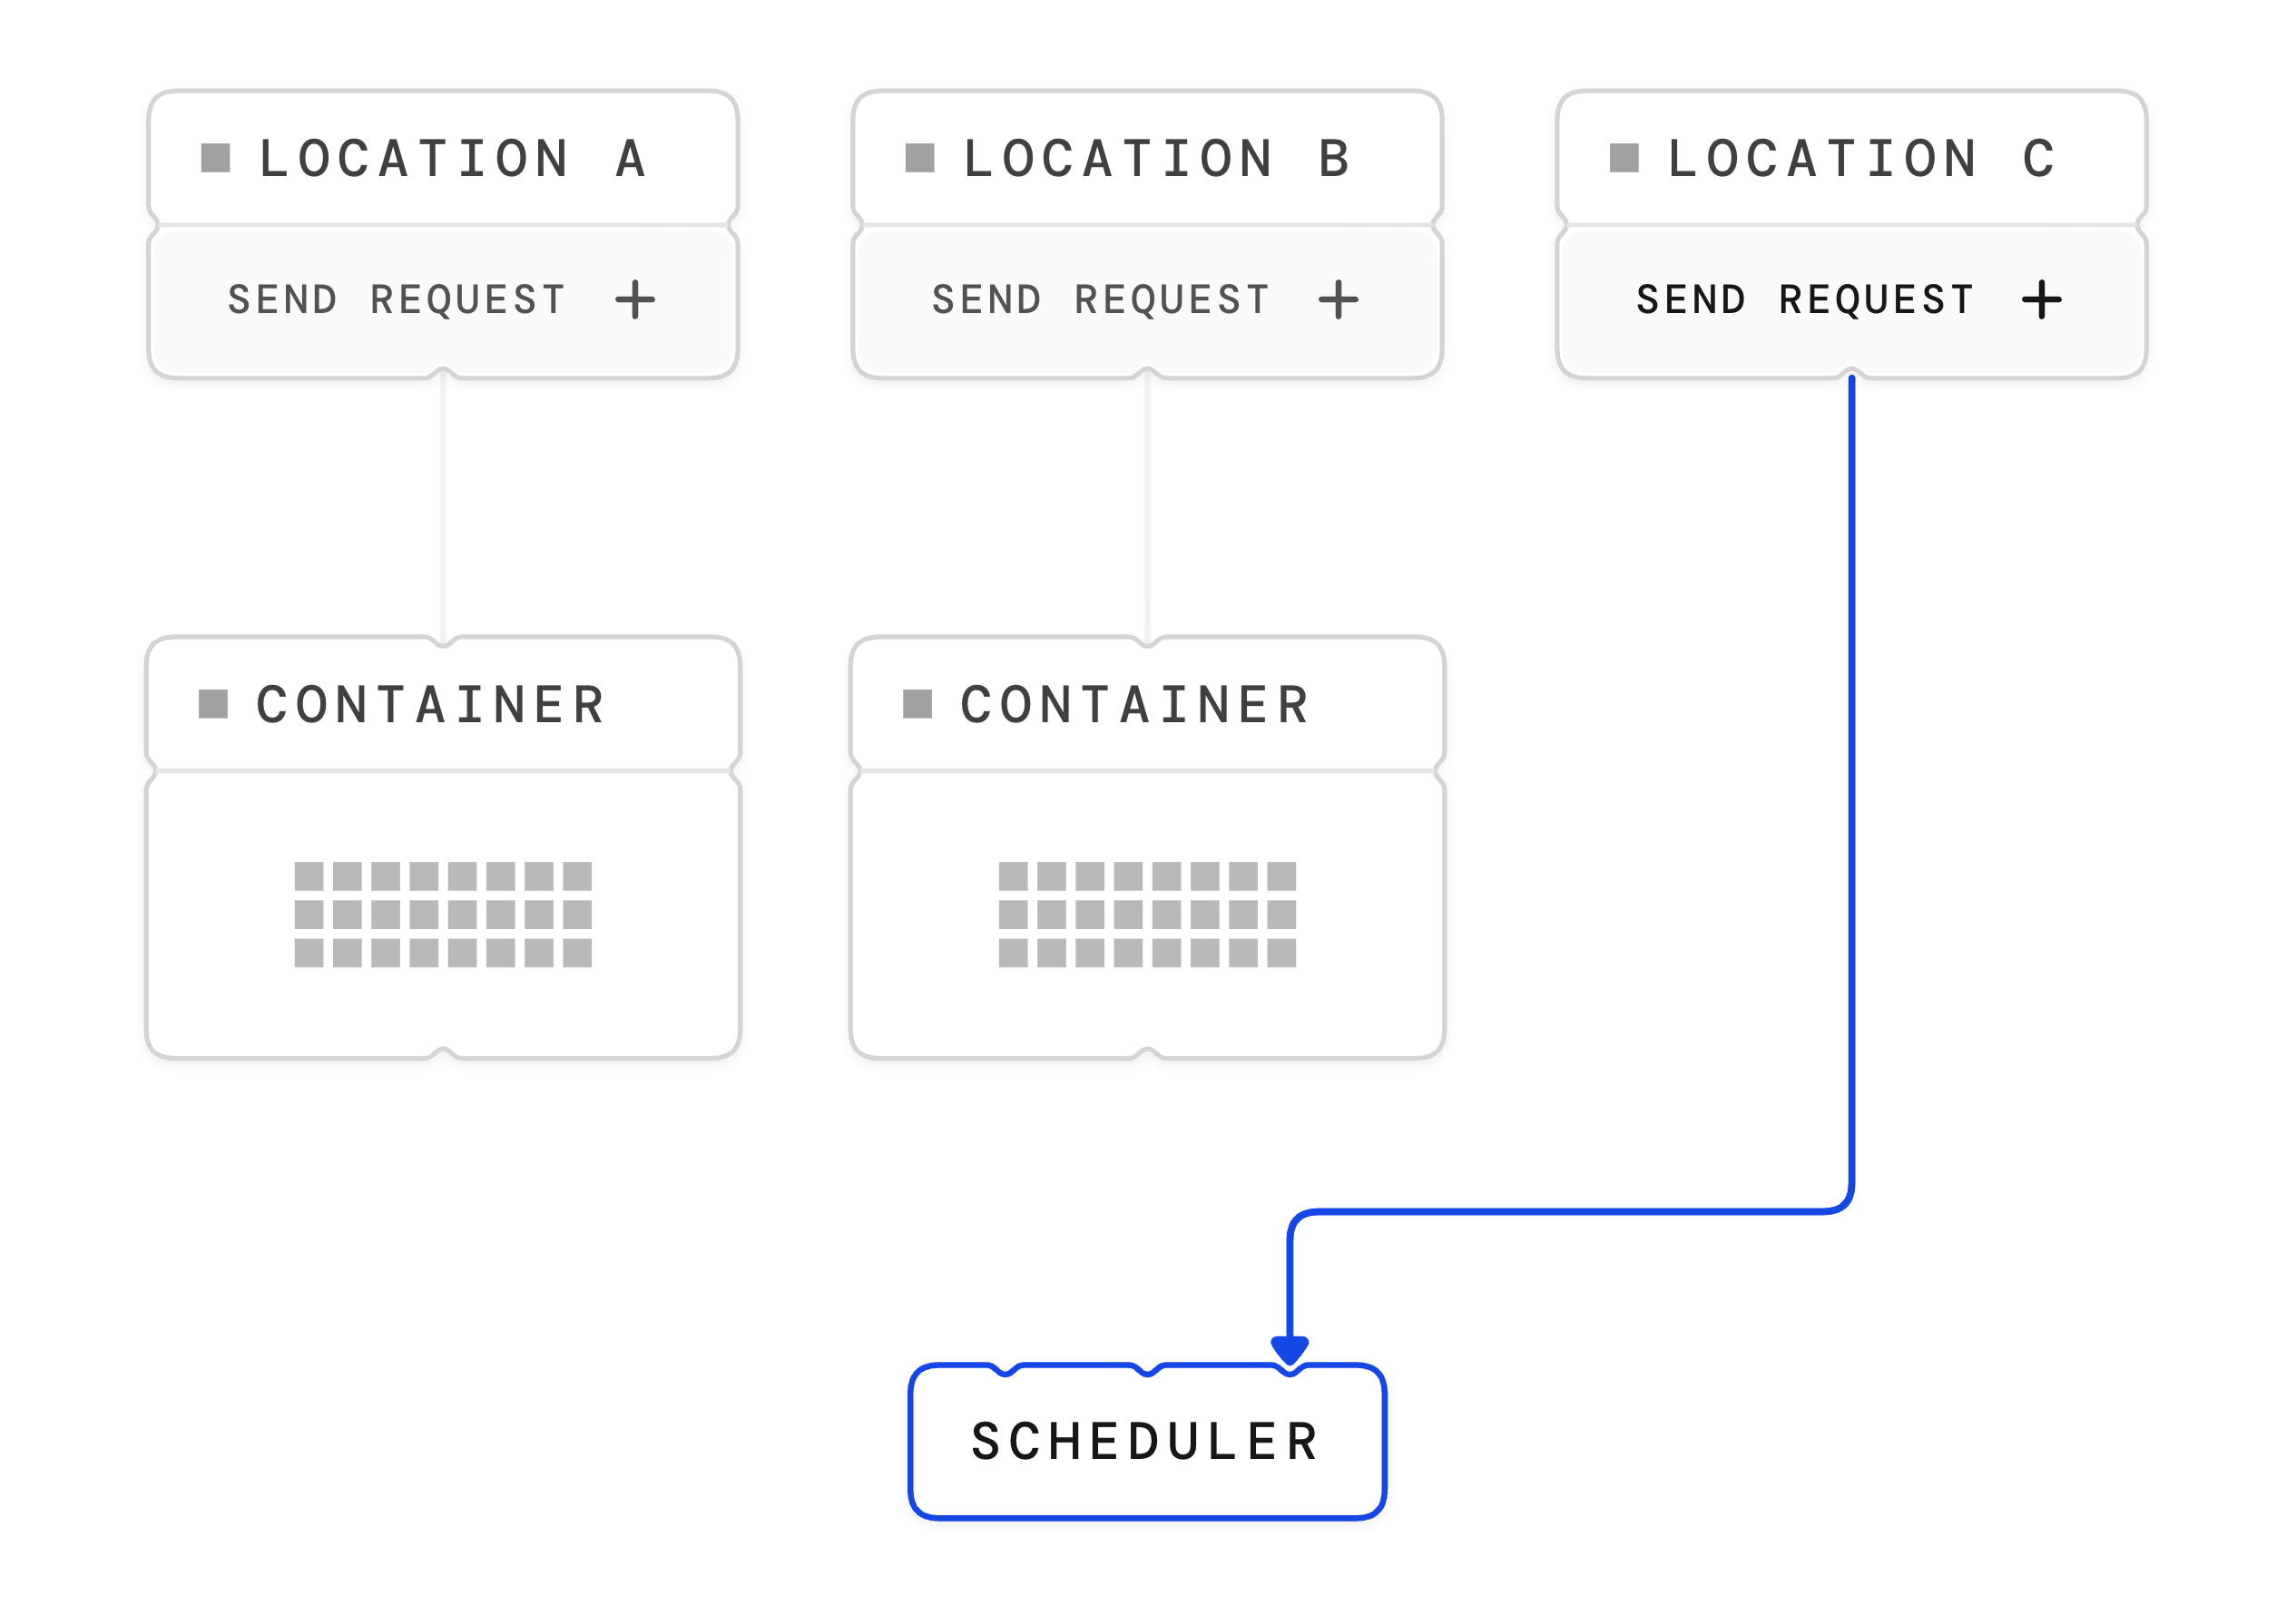 LOCATION A
SEND REQUEST +
LOCATION B
SEND REQUEST +
LOCATION C
SEND REQUEST +
CONTAINER
CONTAINER
SCHEDULER